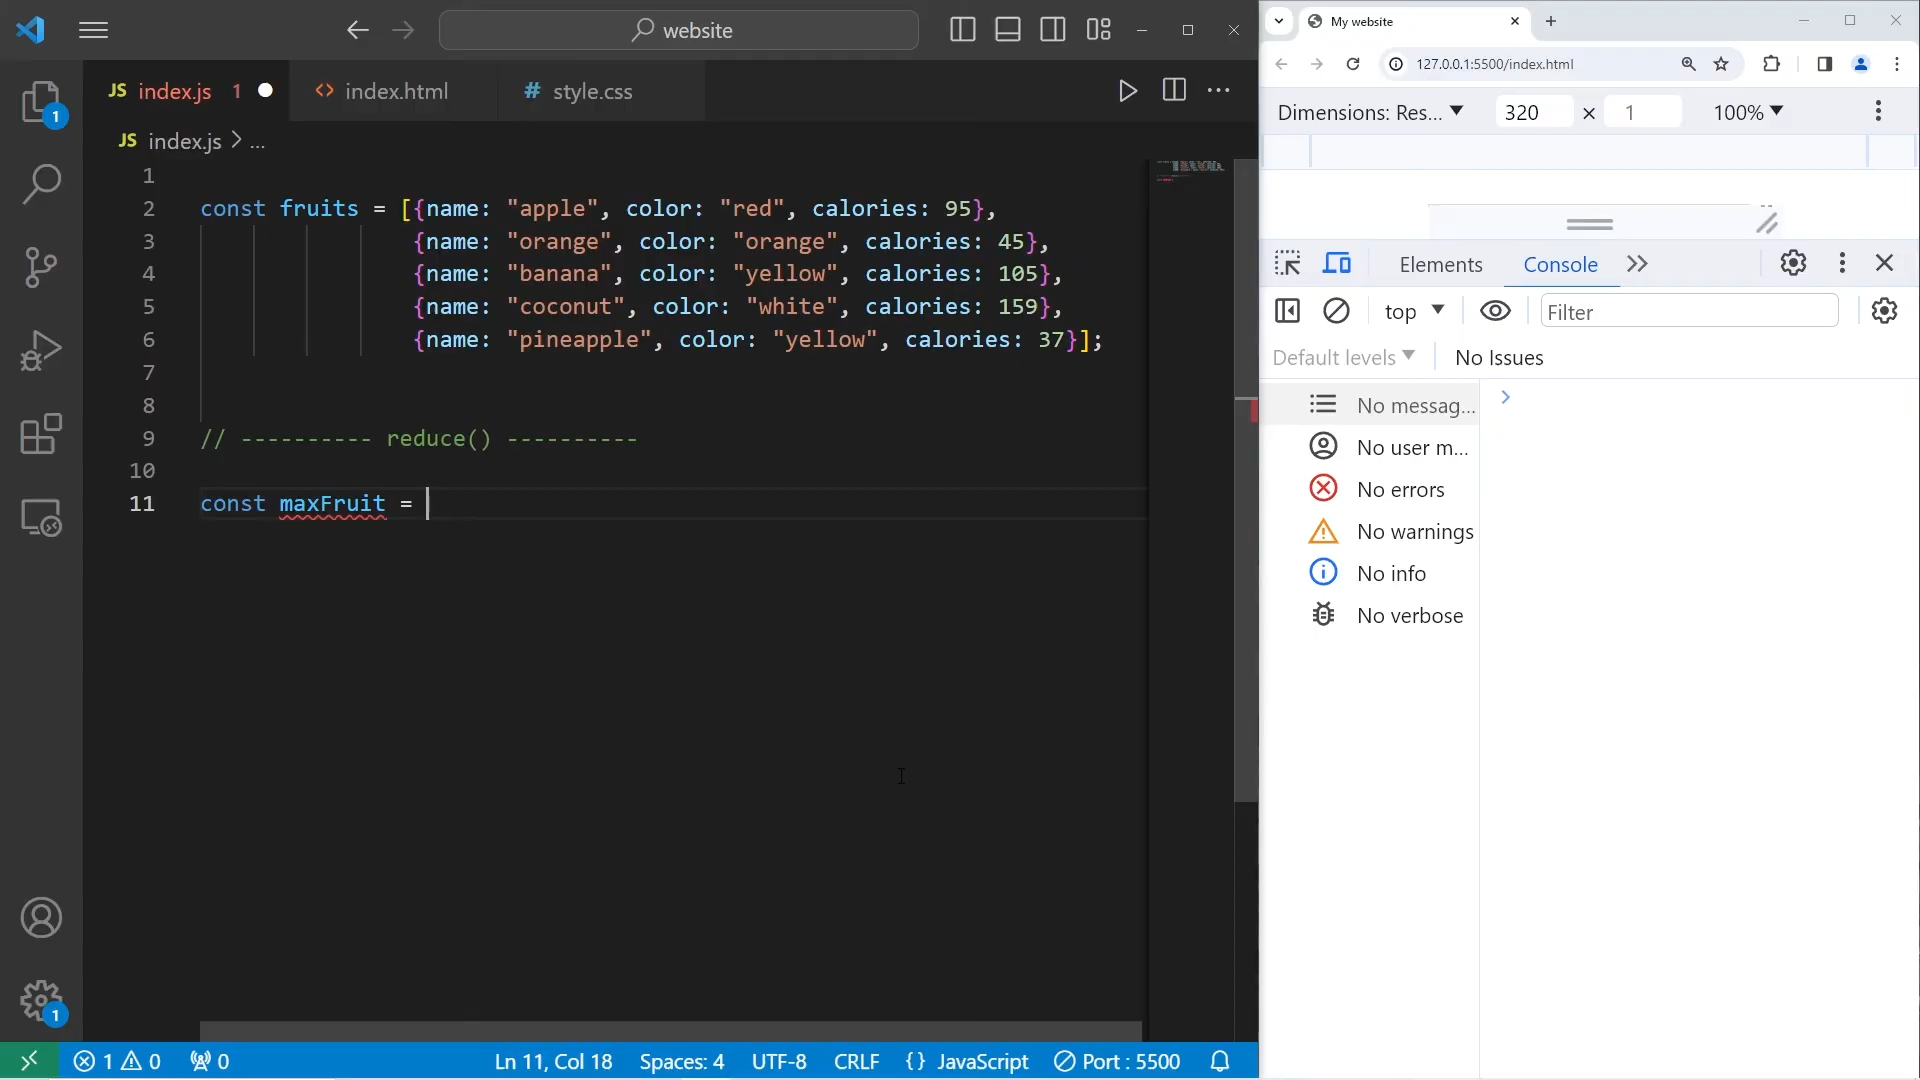 website
JS index.js 1
<> index.html
# style.css
JS index.js > ...
1
2 const fruits = [{name: "apple", color: "red", calories: 95},
3 {name: "orange", color: "orange", calories: 45},
4 {name: "banana", color: "yellow", calories: 105},
5 {name: "coconut", color: "white", calories: 159},
6 {name: "pineapple", color: "yellow", calories: 37}];
7
8
9 // ---------- reduce() ----------
10
11 const maxFruit =
1
1
1 0 0
Ln 11, Col 18
Spaces: 4
UTF-8
CRLF
{} JavaScript
Port : 5500
My website
127.0.0.1:5500/index.html
Dimensions: Res... 320 × 1 100%
Elements Console
top Filter
Default levels No Issues
No messag...
No user m...
No errors
No warnings
No info
No verbose